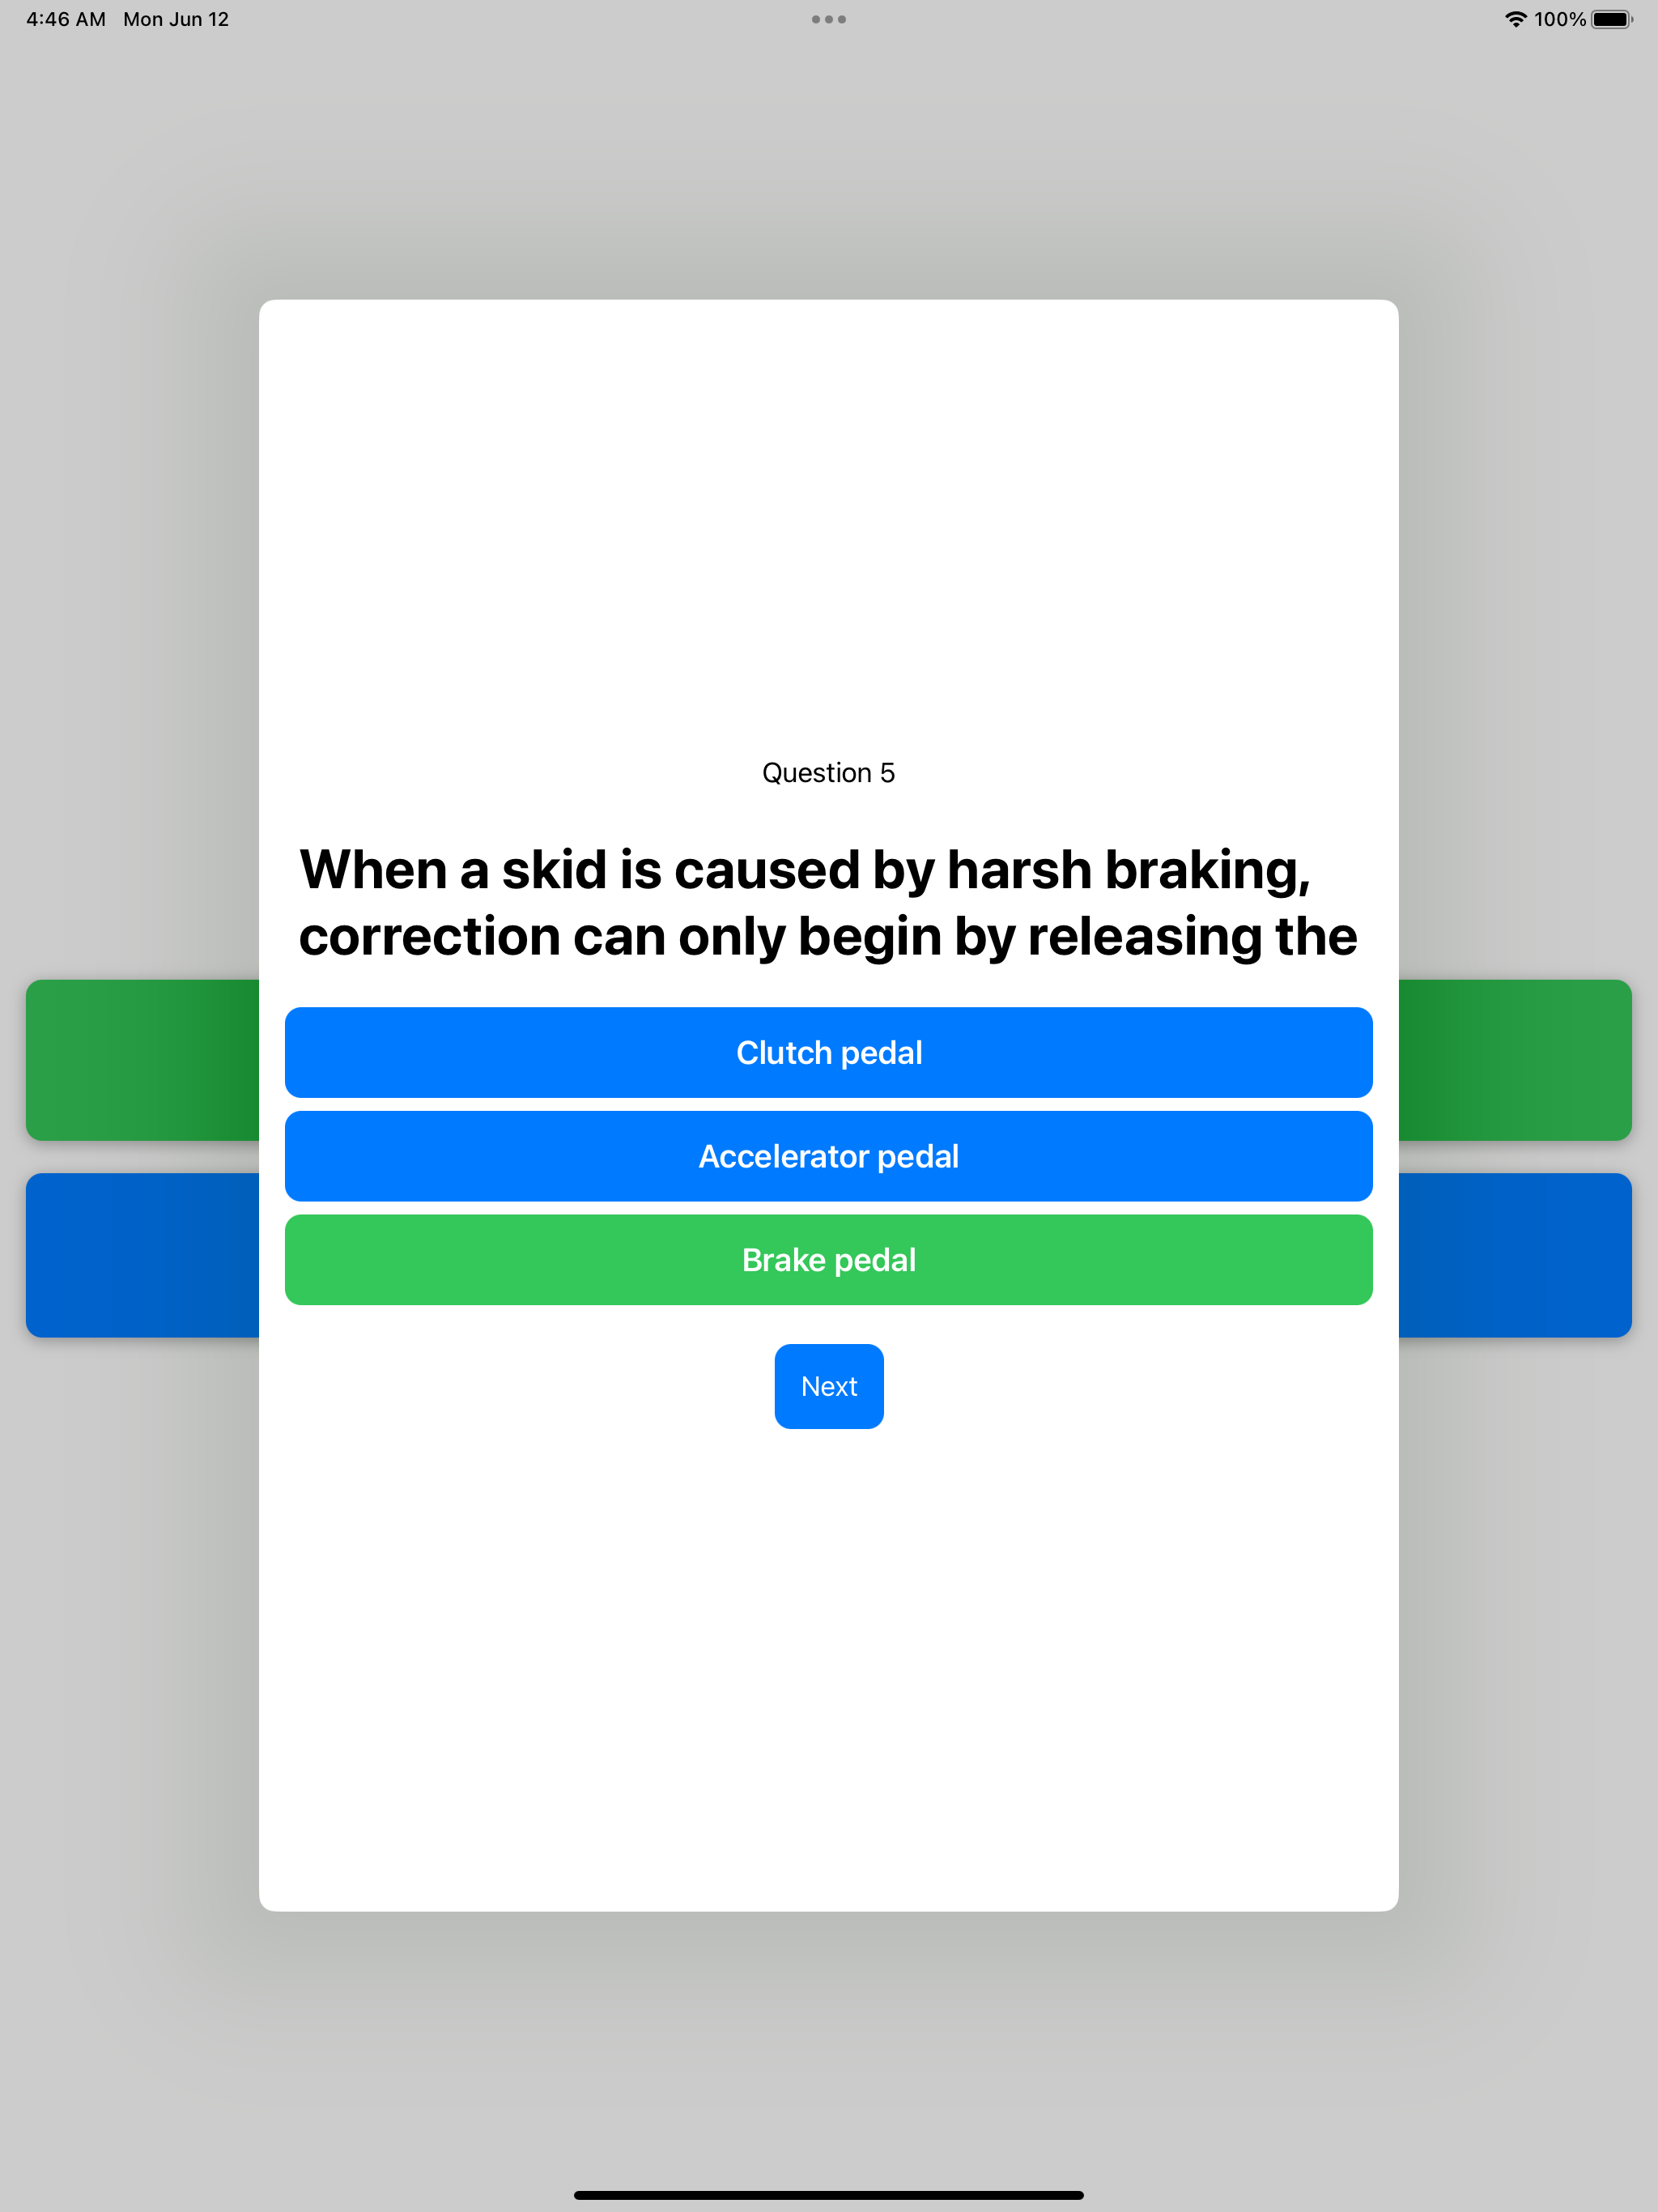 4:46 AM Mon Jun 12
100%
Question 5
When a skid is caused by harsh braking,
correction can only begin by releasing the
Clutch pedal
Accelerator pedal
Brake pedal
Next